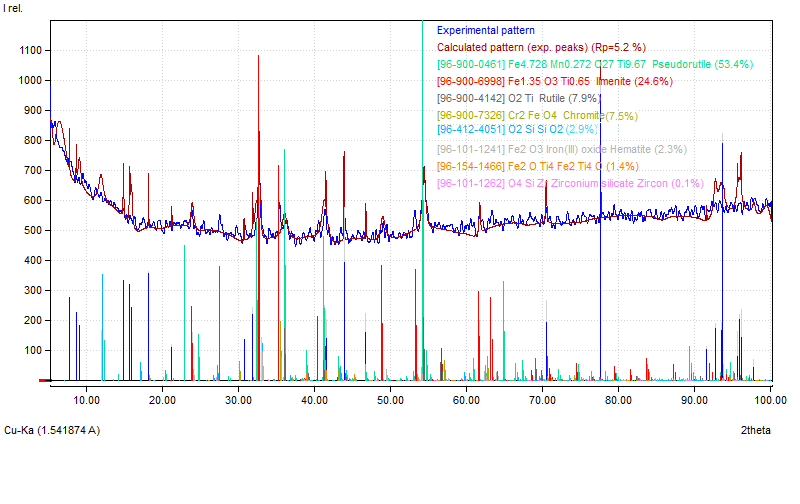 I rel.
Experimental pattern
Calculated pattern (exp. peaks) (Rp=5.2 %)
[96-900-0461] Fe4.728 Mn0.272 O27 Ti9.67 Pseudorutile (53.4%)
[96-900-6998] Fe1.35 O3 Ti0.65 Ilmenite (24.6%)
[96-900-4142] O2 Ti Rutile (7.9%)
[96-900-7326] Cr2 Fe O4 Chromite(7.5%)
[96-412-4051] O2 Si Si O2 (2.9%)
[96-101-1241] Fe2 O3 Iron(III) oxide Hematite (2.3%)
[96-154-1466] Fe2 O Ti4 Fe2 Ti4 O (1.4%)
[96-101-1262] O4 Si Zr Zirconium silicate Zircon (0.1%)
1100
1000
900
800
700
600
500
400
300
200
100
10.00 20.00 30.00 40.00 50.00 60.00 70.00 80.00 90.00 100.00
Cu-Ka (1.541874 A) 2theta